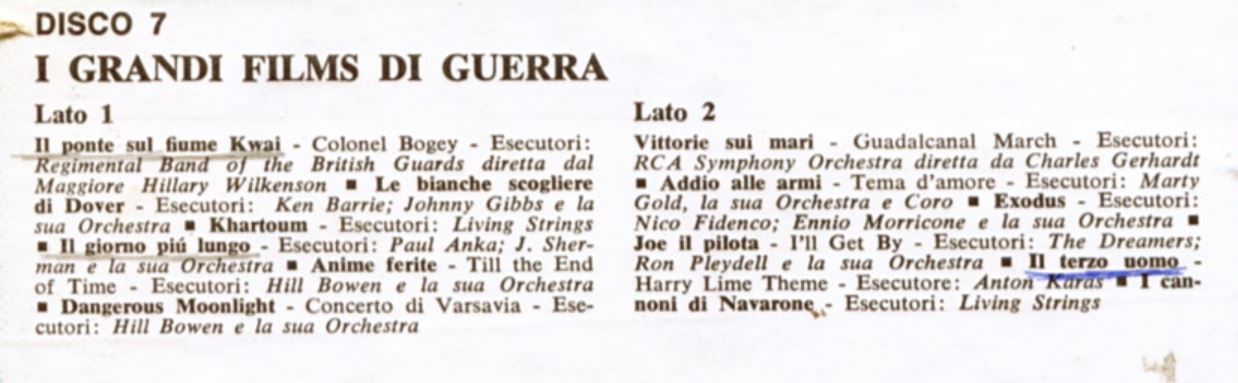 DISCO 7
I GRANDI FILMS DI GUERRA
Lato 1
Il ponte sul fiume Kwai - Colonel Bogey - Esecutori:
Regimental Band of the British Guards diretta dal
Maggiore Hillary Wilkenson ■ Le bianche scogliere
di Dover - Esecutori: Ken Barrie; Johnny Gibbs e la
sua Orchestra ■ Khartoum - Esecutori: Living Strings
■ Il giorno piú lungo - Esecutori: Paul Anka; J. Sher-
man e la sua Orchestra ■ Anime ferite - Till the End
of Time - Esecutori: Hill Bowen e la sua Orchestra
■ Dangerous Moonlight - Concerto di Varsavia - Ese-
cutori: Hill Bowen e la sua Orchestra
Lato 2
Vittorie sui mari - Guadalcanal March - Esecutori:
RCA Symphony Orchestra diretta da Charles Gerhardt
■ Addio alle armi - Tema d'amore - Esecutori: Marty
Gold, la sua Orchestra e Coro ■ Exodus - Esecutori:
Nico Fidenco; Ennio Morricone e la sua Orchestra ■
Joe il pilota - I'll Get By - Esecutori: The Dreamers;
Ron Pleydell e la sua Orchestra ■ Il terzo uomo -
Harry Lime Theme - Esecutore: Anton Karas ■ I can-
noni di Navarone - Esecutori: Living Strings